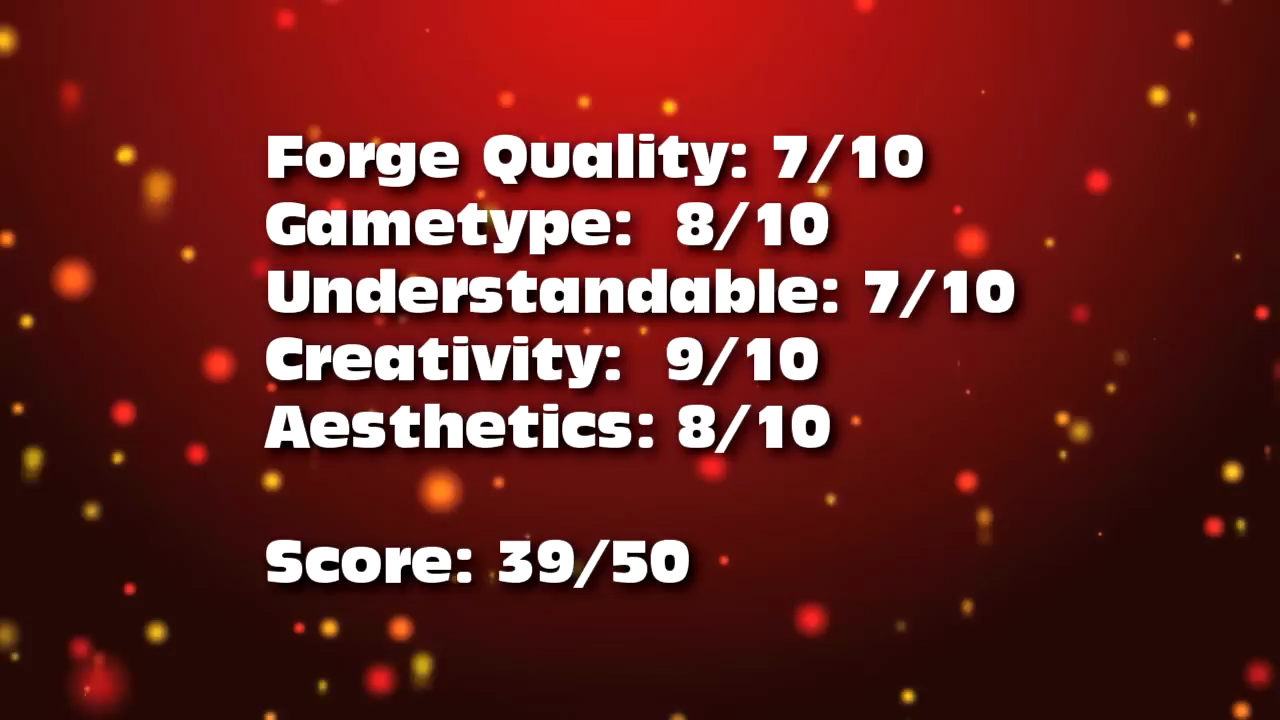 Forge Quality: 7/10
Gametype: 8/10
Understandable: 7/10
Creativity: 9/10
Aesthetics: 8/10
Score: 39/50